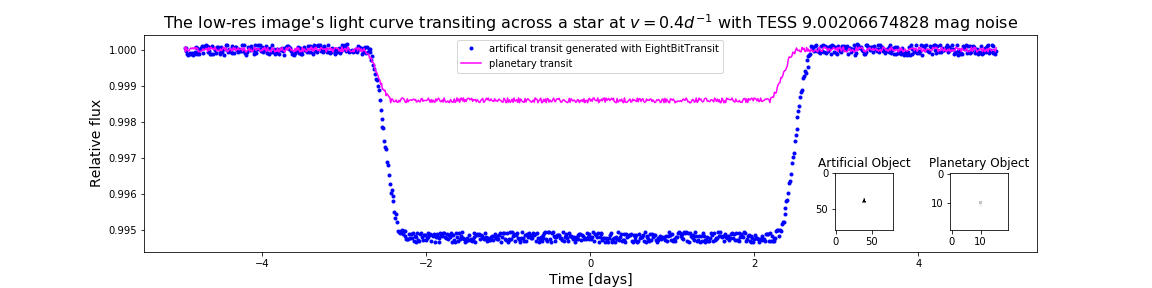 The low-res image's light curve transiting across a star at v = 0.4d⁻¹ with TESS 9.00206674828 mag noise
artifical transit generated with EightBitTransit
planetary transit
Relative flux
1.000
0.999
0.998
0.997
0.996
0.995
Artificial Object
0
50
0 50
Planetary Object
0
10
0 10
−4 −2 0 2 4
Time [days]